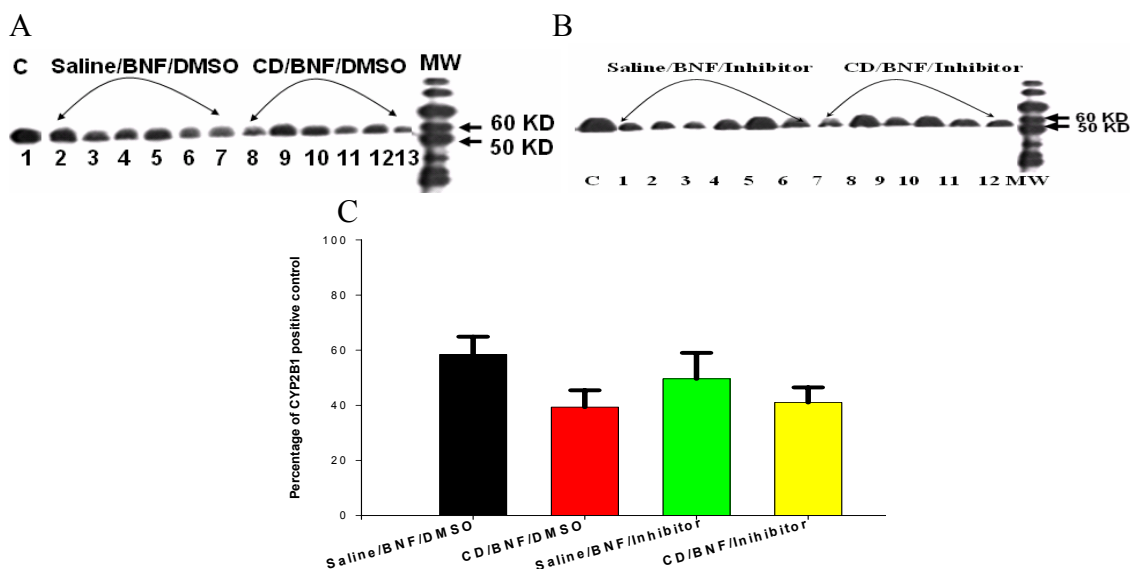 A
C Saline/BNF/DMSO CD/BNF/DMSO MW
60 KD
50 KD
1 2 3 4 5 6 7 8 9 10 11 12 13
B
Saline/BNF/Inhibitor CD/BNF/Inhibitor
60 KD
50 KD
C 1 2 3 4 5 6 7 8 9 10 11 12 MW
C
Percentage of CYP2B1 positive control
100
80
60
40
20
0
Saline/BNF/DMSO
CD/BNF/DMSO
Saline/BNF/Inhibitor
CD/BNF/Inihibitor